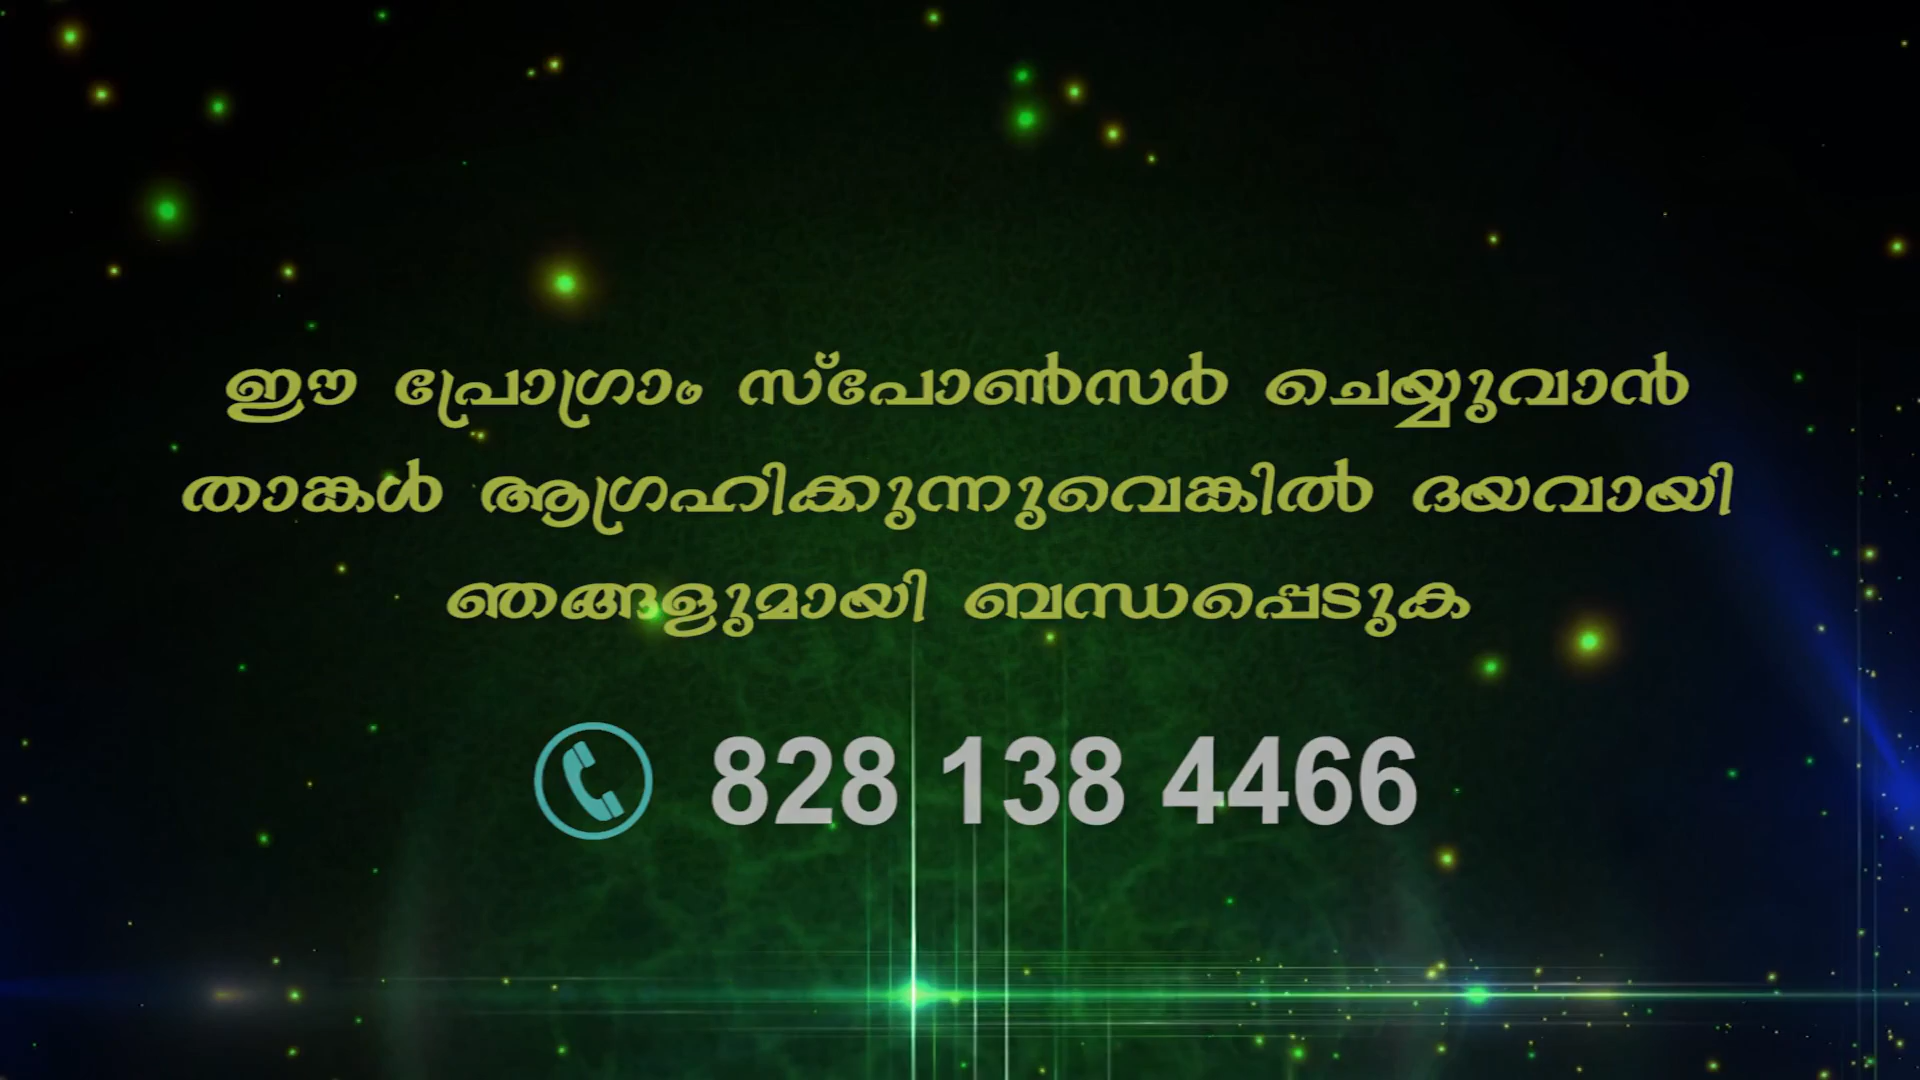 ഈ പ്രോഗ്രാം സ്പോൺസർ ചെയ്യുവാൻ
താങ്കൾ ആഗ്രഹിക്കുന്നുവെങ്കിൽ ദയവായി
ഞങ്ങളുമായി ബന്ധപ്പെടുക
828 138 4466